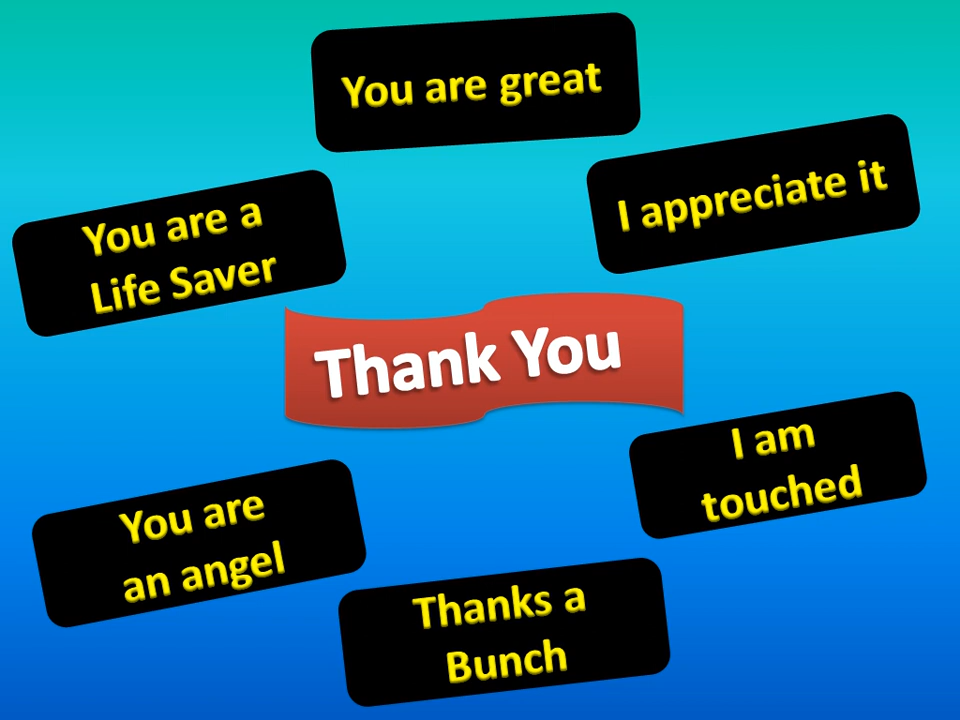 You are great
I appreciate it
You are a
Life Saver
Thank You
I am
touched
You are
an angel
Thanks a
Bunch